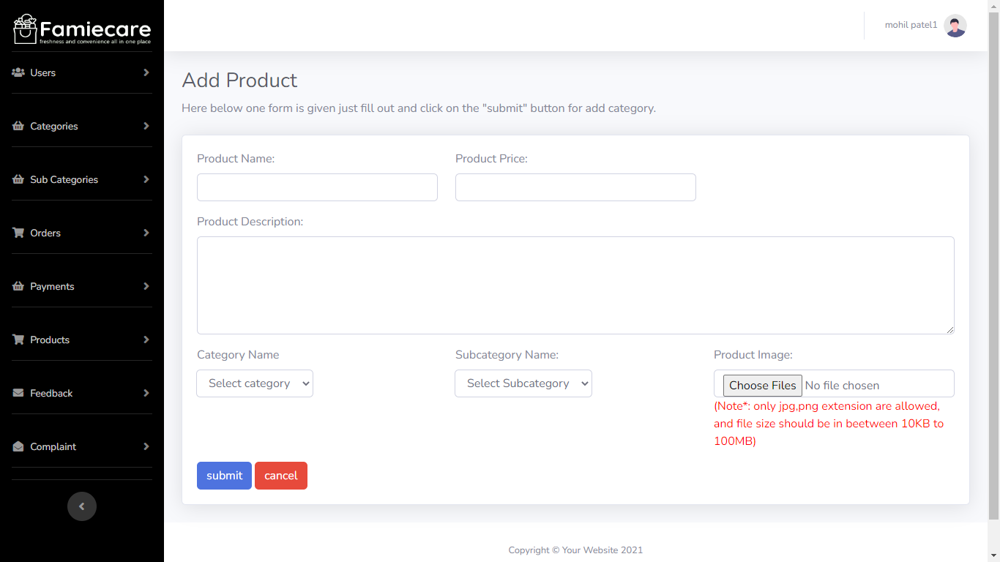 Famiecare
freshness and convenience all in one place
Users
Categories
Sub Categories
Orders
Payments
Products
Feedback
Complaint
mohil patel1
Add Product
Here below one form is given just fill out and click on the "submit" button for add category.
Product Name: Product Price:
Product Description:
Category Name Subcategory Name: Product Image:
Select category Select Subcategory Choose Files No file chosen
(Note*: only jpg,png extension are allowed,
and file size should be in beetween 10KB to
100MB)
submit cancel
Copyright © Your Website 2021